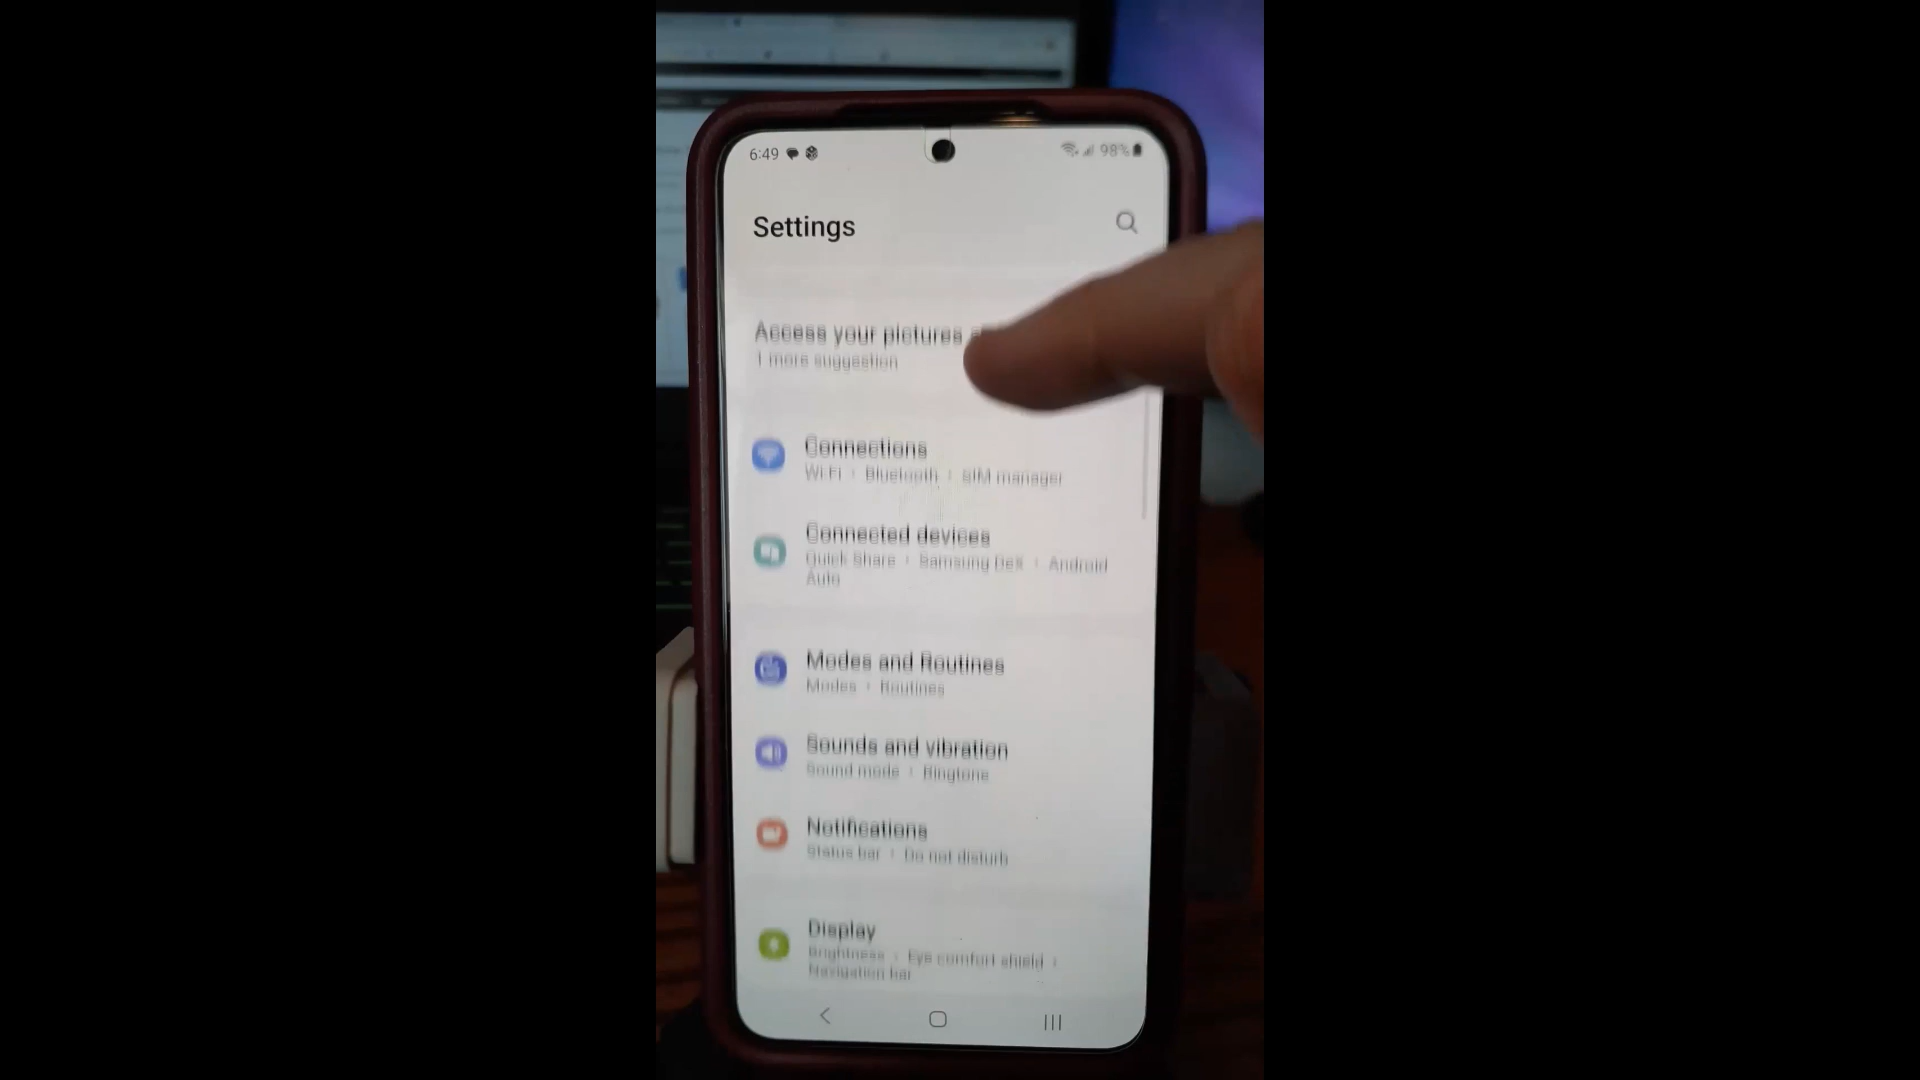 6:49
98%
Settings
Access your pictures
1 more suggestion
Connections
Wi-Fi · Bluetooth · SIM manager
Connected devices
Quick Share · Samsung DeX · Android
Auto
Modes and Routines
Modes · Routines
Sounds and vibration
Sound mode · Ringtone
Notifications
Status bar · Do not disturb
Display
Brightness · Eye comfort shield ·
Navigation bar